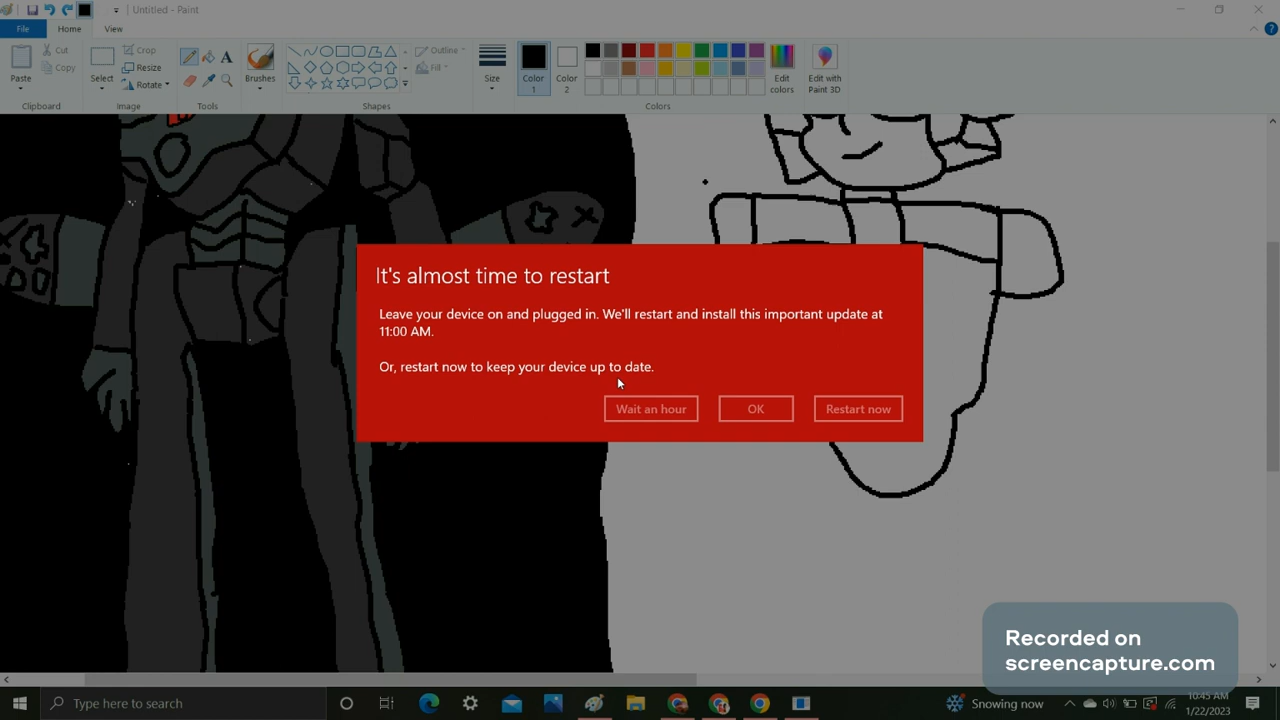 Untitled - Paint
File
Home
View
Paste
Cut
Copy
Clipboard
Select
Crop
Resize
Rotate
Image
A
Tools
Brushes
Shapes
Outline
Fill
Size
Color
1
Color
2
Edit
colors
Edit with
Paint 3D
Colors
It's almost time to restart
Leave your device on and plugged in. We'll restart and install this important update at
11:00 AM.
Or, restart now to keep your device up to date.
Wait an hour
OK
Restart now
Recorded on
screencapture.com
Type here to search
Snowing now
10:45 AM
1/22/2023